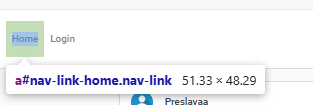 Home Login
a#nav-link-home.nav-link 51.33 × 48.29
Preslavaa